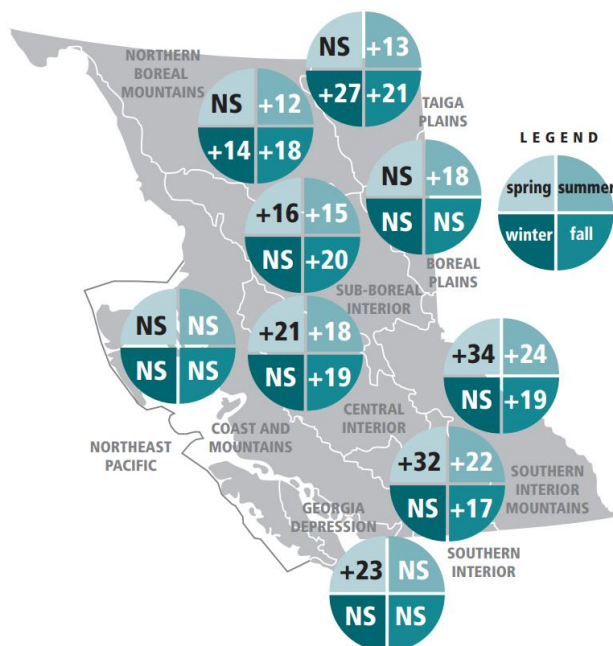 NS +13
+27 +21
NORTHERN
BOREAL
MOUNTAINS
TAIGA
PLAINS
NS +12
+14 +18
LEGEND
spring summer
winter fall
NS +18
NS NS
BOREAL
PLAINS
+16 +15
NS +20
SUB-BOREAL
INTERIOR
NS NS
NS NS
+21 +18
NS +19
+34 +24
NS +19
CENTRAL
INTERIOR
COAST AND
MOUNTAINS
NORTHEAST
PACIFIC
+32 +22
NS +17
SOUTHERN
INTERIOR
MOUNTAINS
GEORGIA
DEPRESSION
SOUTHERN
INTERIOR
+23 NS
NS NS